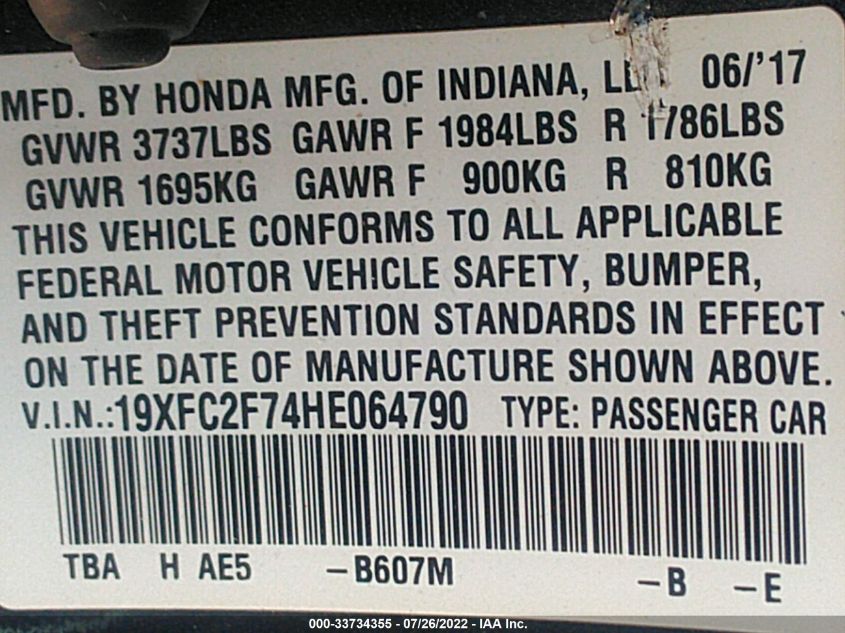 MFD. BY HONDA MFG. OF INDIANA, 06/'17
GVWR 3737LBS GAWR F 1984LBS R 1786LBS
GVWR 1695KG GAWR F 900KG R 810KG
THIS VEHICLE CONFORMS TO ALL APPLICABLE
FEDERAL MOTOR VEHICLE SAFETY, BUMPER,
AND THEFT PREVENTION STANDARDS IN EFFECT
ON THE DATE OF MANUFACTURE SHOWN ABOVE.
V.I.N.:19XFC2F74HE064790 TYPE: PASSENGER CAR
TBA H AE5 -B607M -B -E
000-33734355 - 07/26/2022 - IAA Inc.